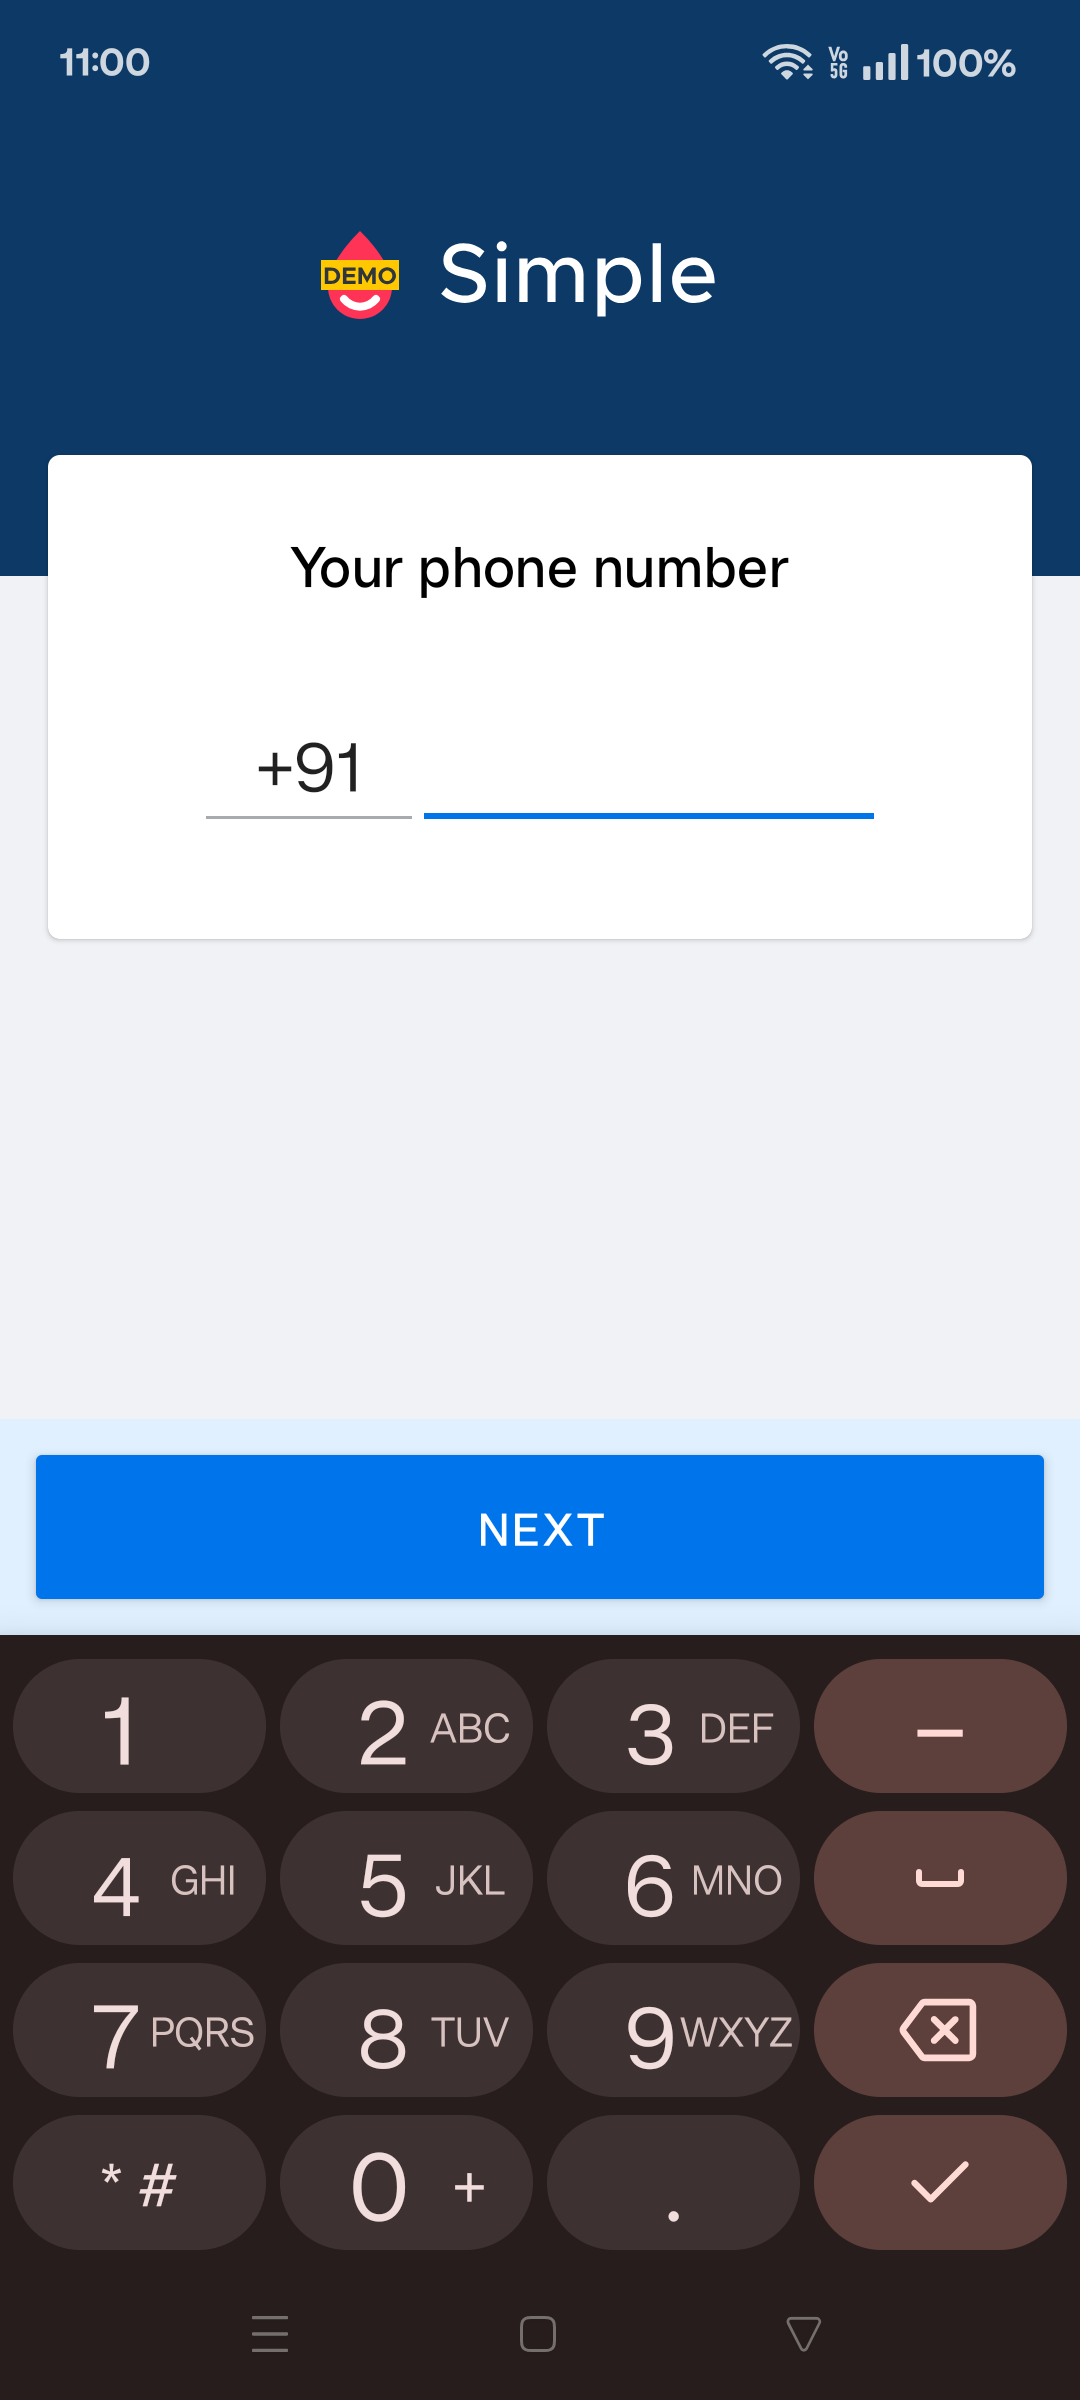 11:00 Vo 5G 100%
DEMO Simple
Your phone number
+91
NEXT
1 2 ABC 3 DEF –
4 GHI 5 JKL 6 MNO
7 PQRS 8 TUV 9 WXYZ
* # 0 + .